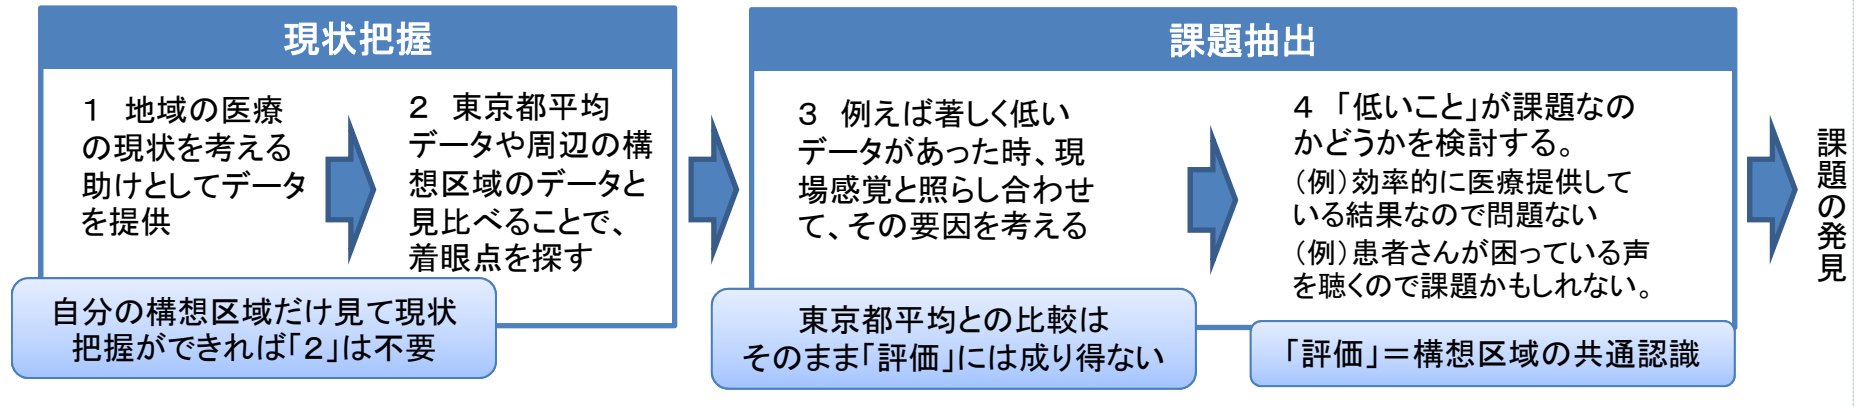 現状把握
１　地域の医療
の現状を考える
助けとしてデータ
を提供
２　東京都平均
データや周辺の構
想区域のデータと
見比べることで、
着眼点を探す
自分の構想区域だけ見て現状
把握ができれば「２」は不要
課題抽出
３　例えば著しく低い
データがあった時、現
場感覚と照らし合わせ
て、その要因を考える
４　「低いこと」が課題なの
かどうかを検討する。
（例）効率的に医療提供して
いる結果なので問題ない
（例）患者さんが困っている声
を聴くので課題かもしれない。
東京都平均との比較は
そのまま「評価」には成り得ない
「評価」＝構想区域の共通認識
課題の発見